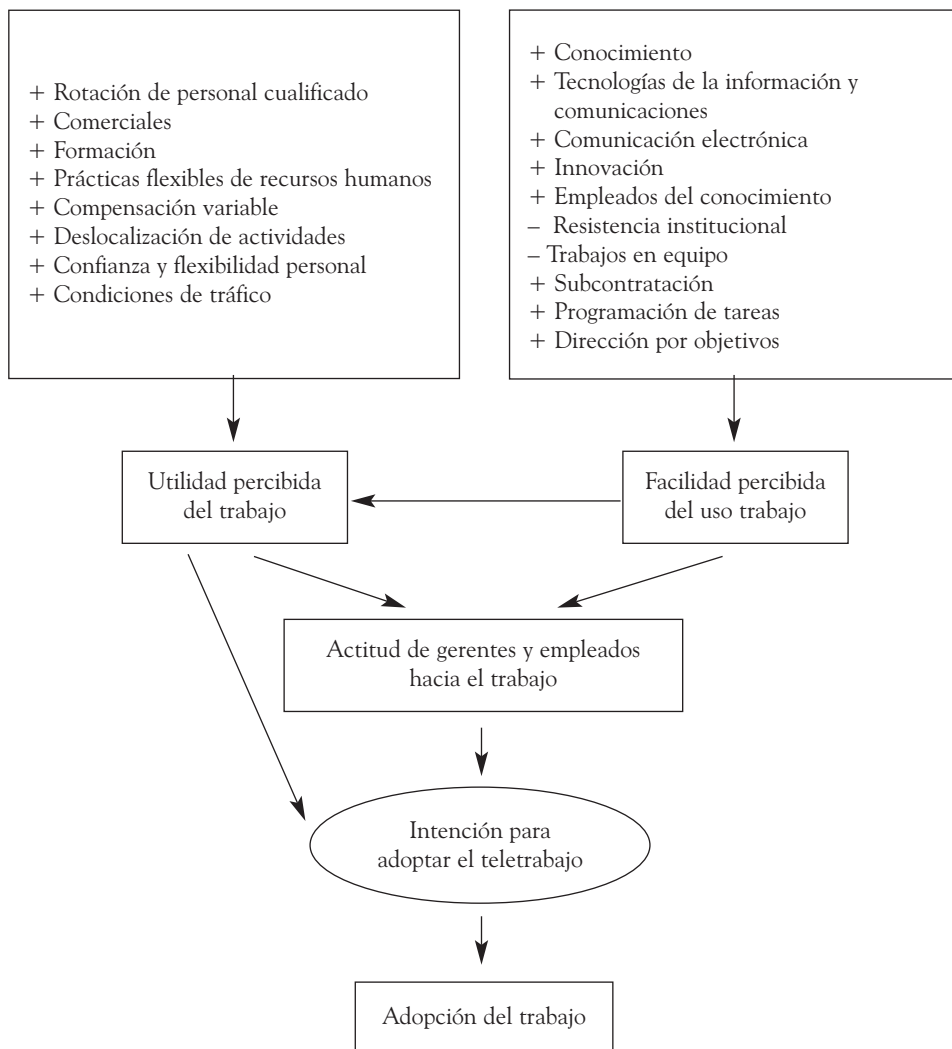 + Rotación de personal cualificado
+ Comerciales
+ Formación
+ Prácticas flexibles de recursos humanos
+ Compensación variable
+ Deslocalización de actividades
+ Confianza y flexibilidad personal
+ Condiciones de tráfico
+ Conocimiento
+ Tecnologías de la información y
comunicaciones
+ Comunicación electrónica
+ Innovación
+ Empleados del conocimiento
– Resistencia institucional
– Trabajos en equipo
+ Subcontratación
+ Programación de tareas
+ Dirección por objetivos
Utilidad percibida
del trabajo
Facilidad percibida
del uso trabajo
Actitud de gerentes y empleados
hacia el trabajo
Intención para
adoptar el teletrabajo
Adopción del trabajo